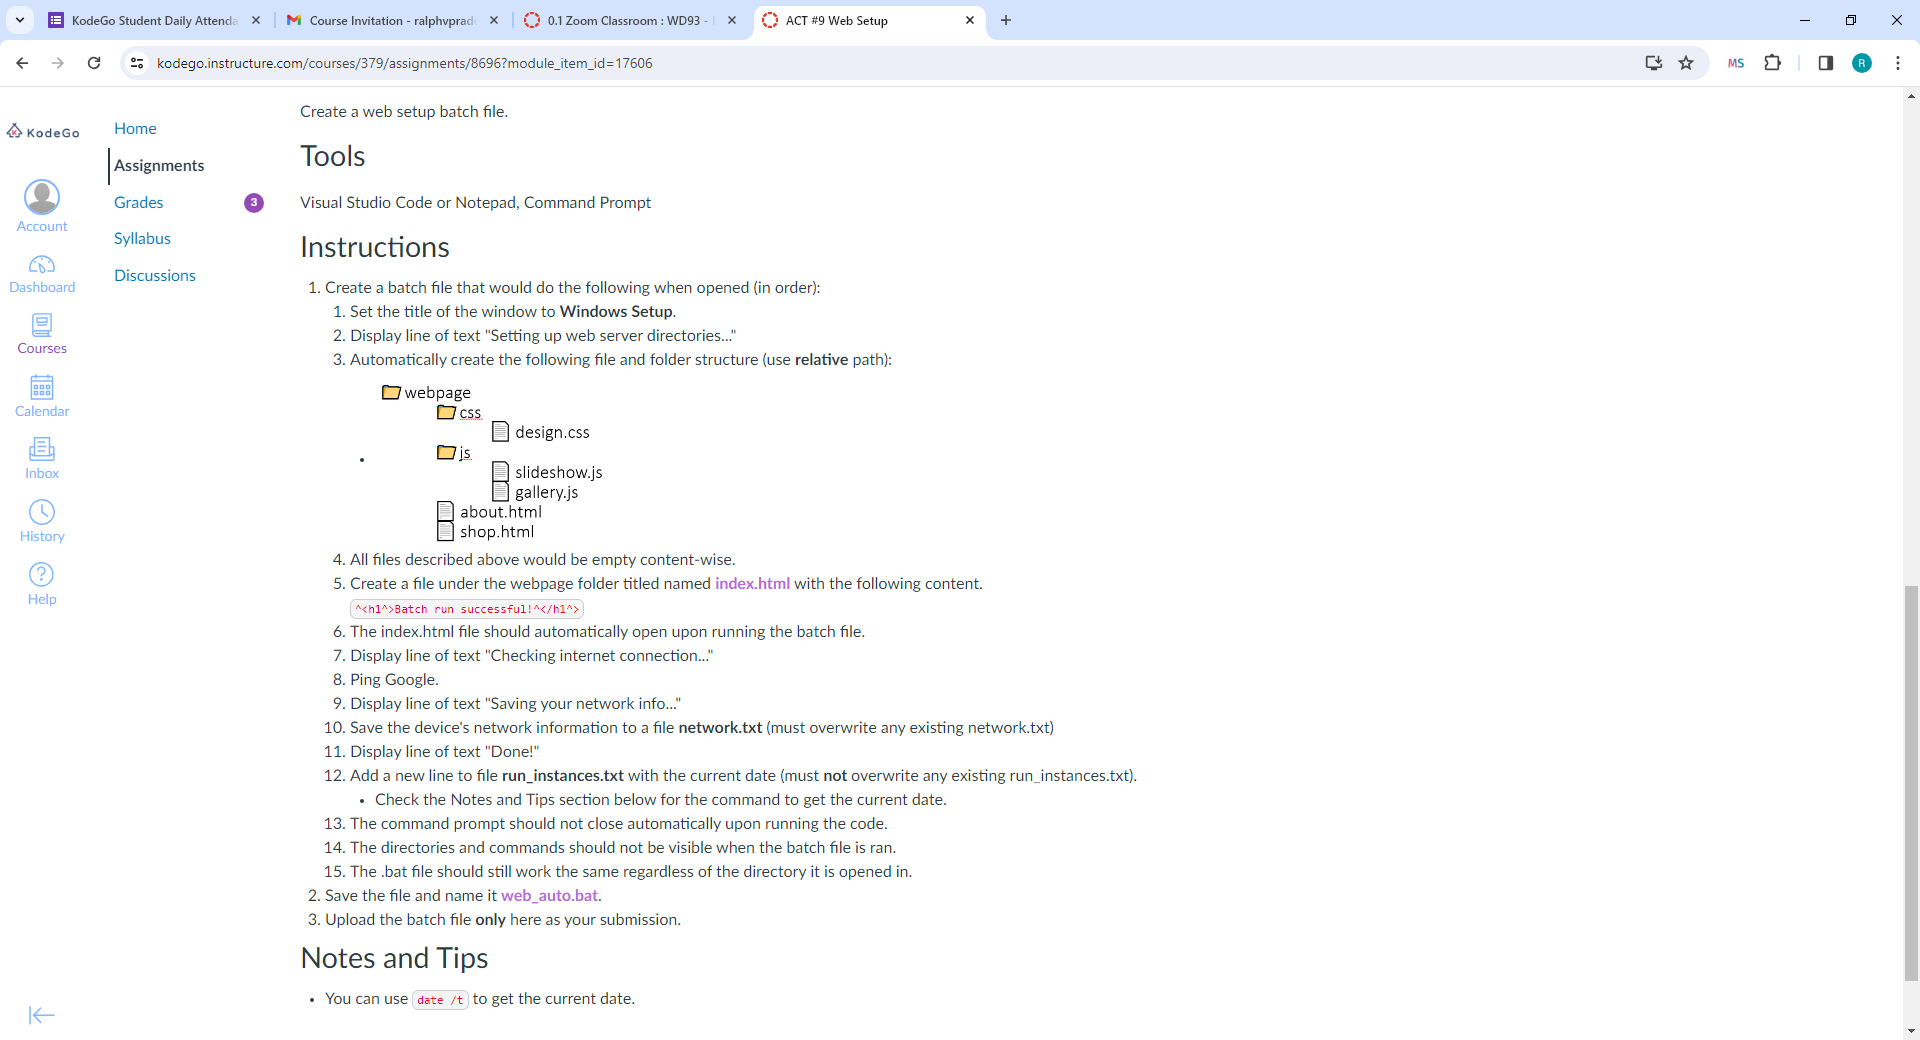 KodeGo Student Daily Attenda
Course Invitation - ralphvprad
0.1 Zoom Classroom : WD93 -
ACT #9 Web Setup
kodego.instructure.com/courses/379/assignments/8696?module_item_id=17606
MS
R
KodeGo
Account
Dashboard
Courses
Calendar
Inbox
History
Help
Home
Assignments
Grades
3
Syllabus
Discussions
Create a web setup batch file.
Tools
Visual Studio Code or Notepad, Command Prompt
Instructions
1. Create a batch file that would do the following when opened (in order):
1. Set the title of the window to Windows Setup.
2. Display line of text "Setting up web server directories..."
3. Automatically create the following file and folder structure (use relative path):
webpage
css
design.css
js
slideshow.js
gallery.js
about.html
shop.html
4. All files described above would be empty content-wise.
5. Create a file under the webpage folder titled named index.html with the following content.
^<h1^>Batch run successful!^</h1^>
6. The index.html file should automatically open upon running the batch file.
7. Display line of text "Checking internet connection..."
8. Ping Google.
9. Display line of text "Saving your network info..."
10. Save the device's network information to a file network.txt (must overwrite any existing network.txt)
11. Display line of text "Done!"
12. Add a new line to file run_instances.txt with the current date (must not overwrite any existing run_instances.txt).
• Check the Notes and Tips section below for the command to get the current date.
13. The command prompt should not close automatically upon running the code.
14. The directories and commands should not be visible when the batch file is ran.
15. The .bat file should still work the same regardless of the directory it is opened in.
2. Save the file and name it web_auto.bat.
3. Upload the batch file only here as your submission.
Notes and Tips
• You can use date /t to get the current date.